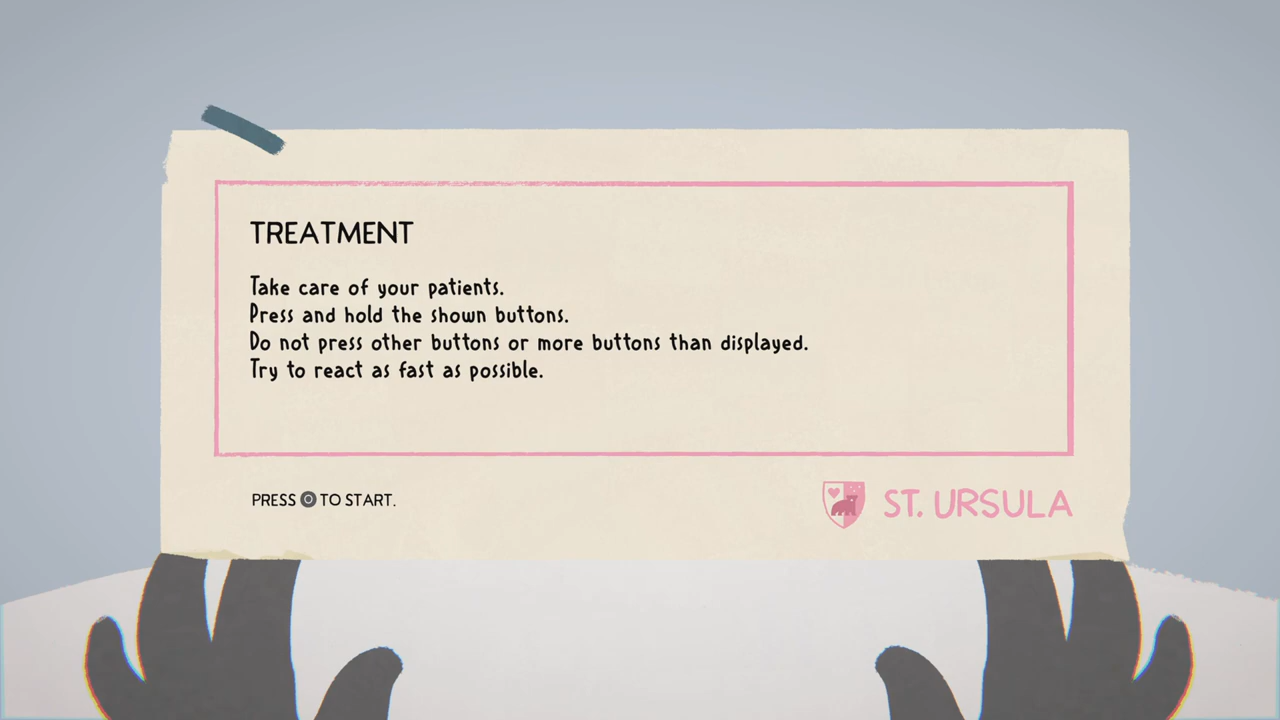 TREATMENT
Take care of your patients.
Press and hold the shown buttons.
Do not press other buttons or more buttons than displayed.
Try to react as fast as possible.
PRESS O TO START.
ST. URSULA